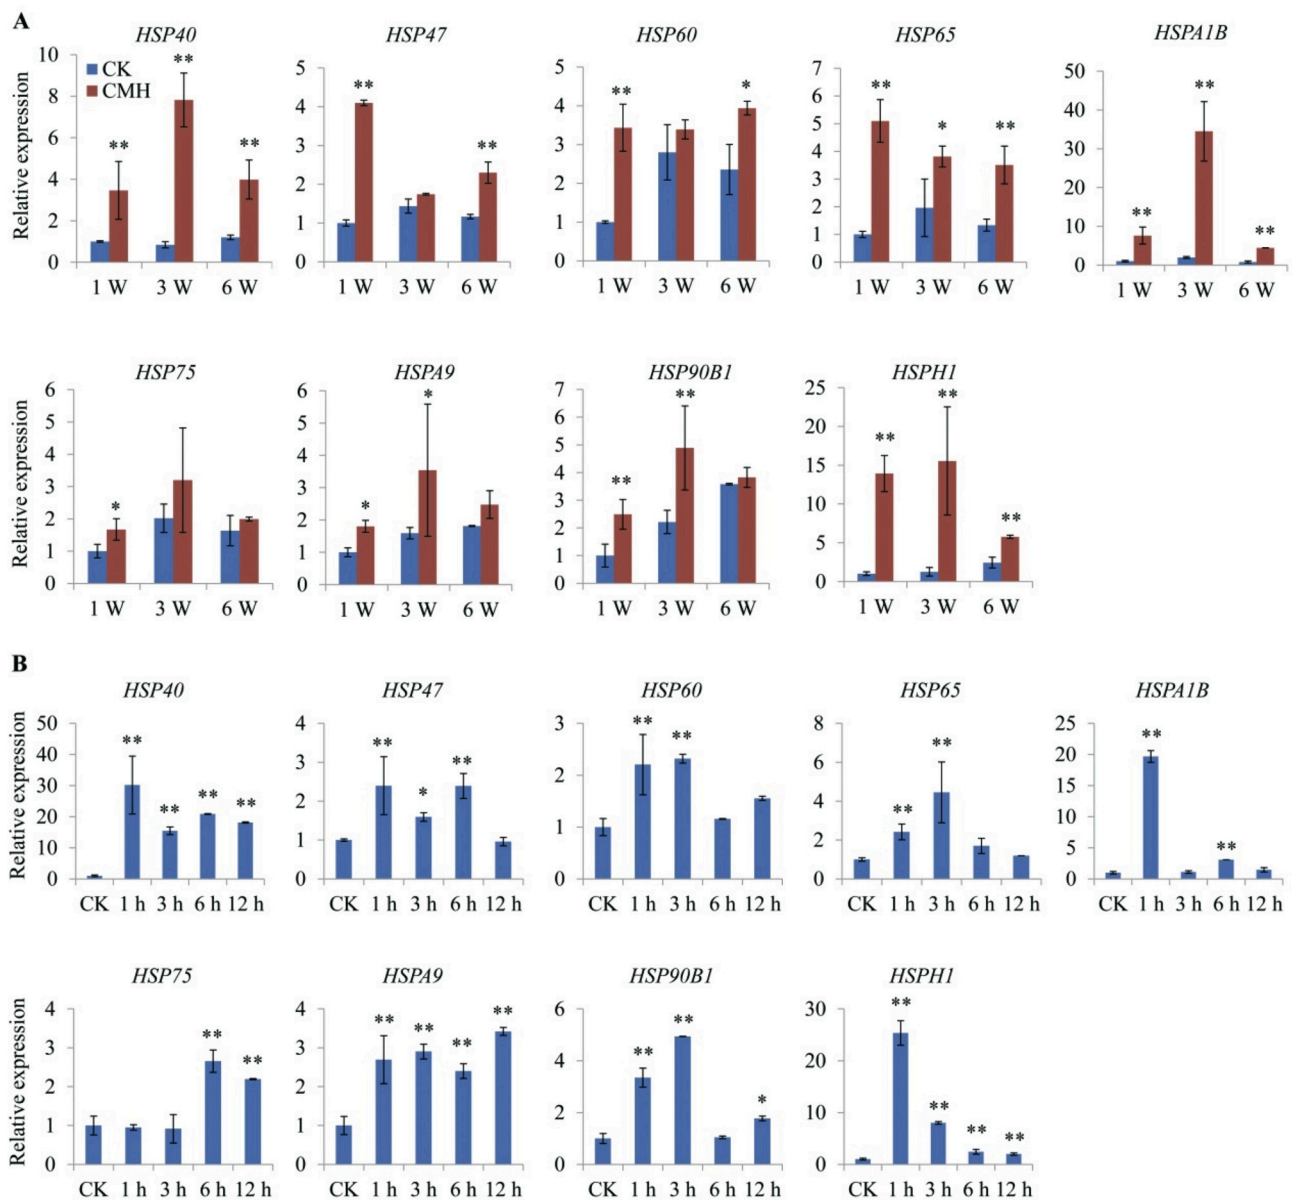 A
HSP40 HSP47 HSP60 HSP65 HSPA1B
Relative expression
CK
CMH
10 8 6 4 2 0
** ** **
1 W 3 W 6 W
5 4 3 2 1 0
** **
1 W 3 W 6 W
5 4 3 2 1 0
** *
1 W 3 W 6 W
7 6 5 4 3 2 1 0
** * **
1 W 3 W 6 W
50 40 30 20 10 0
** ** **
1 W 3 W 6 W
HSP75 HSPA9 HSP90B1 HSPH1
Relative expression
6 5 4 3 2 1 0
*
1 W 3 W 6 W
6 5 4 3 2 1 0
* *
1 W 3 W 6 W
7 6 5 4 3 2 1 0
** **
1 W 3 W 6 W
25 20 15 10 5 0
** ** **
1 W 3 W 6 W
B
HSP40 HSP47 HSP60 HSP65 HSPA1B
Relative expression
50 40 30 20 10 0
** ** ** **
CK 1 h 3 h 6 h 12 h
4 3 2 1 0
** * **
CK 1 h 3 h 6 h 12 h
3 2 1 0
** **
CK 1 h 3 h 6 h 12 h
8 6 4 2 0
** **
CK 1 h 3 h 6 h 12 h
25 20 15 10 5 0
** **
CK 1 h 3 h 6 h 12 h
HSP75 HSPA9 HSP90B1 HSPH1
Relative expression
4 3 2 1 0
** **
CK 1 h 3 h 6 h 12 h
4 3 2 1 0
** ** ** **
CK 1 h 3 h 6 h 12 h
6 4 2 0
** ** *
CK 1 h 3 h 6 h 12 h
30 20 10 0
** ** ** **
CK 1 h 3 h 6 h 12 h